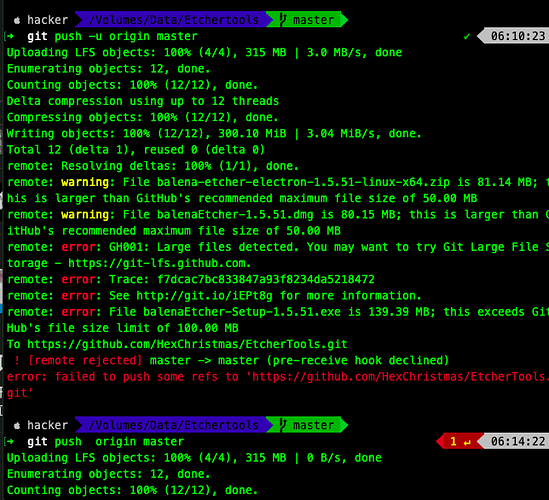 hacker /Volumes/Data/Etchertools master
git push -u origin master ✔ 06:10:23
Uploading LFS objects: 100% (4/4), 315 MB | 3.0 MB/s, done
Enumerating objects: 12, done.
Counting objects: 100% (12/12), done.
Delta compression using up to 12 threads
Compressing objects: 100% (12/12), done.
Writing objects: 100% (12/12), 300.10 MiB | 3.04 MiB/s, done.
Total 12 (delta 1), reused 0 (delta 0)
remote: Resolving deltas: 100% (1/1), done.
remote: warning: File balena-etcher-electron-1.5.51-linux-x64.zip is 81.14 MB; t
his is larger than GitHub's recommended maximum file size of 50.00 MB
remote: warning: File balenaEtcher-1.5.51.dmg is 80.15 MB; this is larger than G
itHub's recommended maximum file size of 50.00 MB
remote: error: GH001: Large files detected. You may want to try Git Large File S
torage - https://git-lfs.github.com.
remote: error: Trace: f7dcac7bc833847a93f8234da5218472
remote: error: See http://git.io/iEPt8g for more information.
remote: error: File balenaEtcher-Setup-1.5.51.exe is 139.39 MB; this exceeds Git
Hub's file size limit of 100.00 MB
To https://github.com/HexChristmas/EtcherTools.git
! [remote rejected] master -> master (pre-receive hook declined)
error: failed to push some refs to 'https://github.com/HexChristmas/EtcherTools.
git'
hacker /Volumes/Data/Etchertools master
git push origin master 1 ↵ 06:14:22
Uploading LFS objects: 100% (4/4), 315 MB | 0 B/s, done
Enumerating objects: 12, done.
Counting objects: 100% (12/12), done.